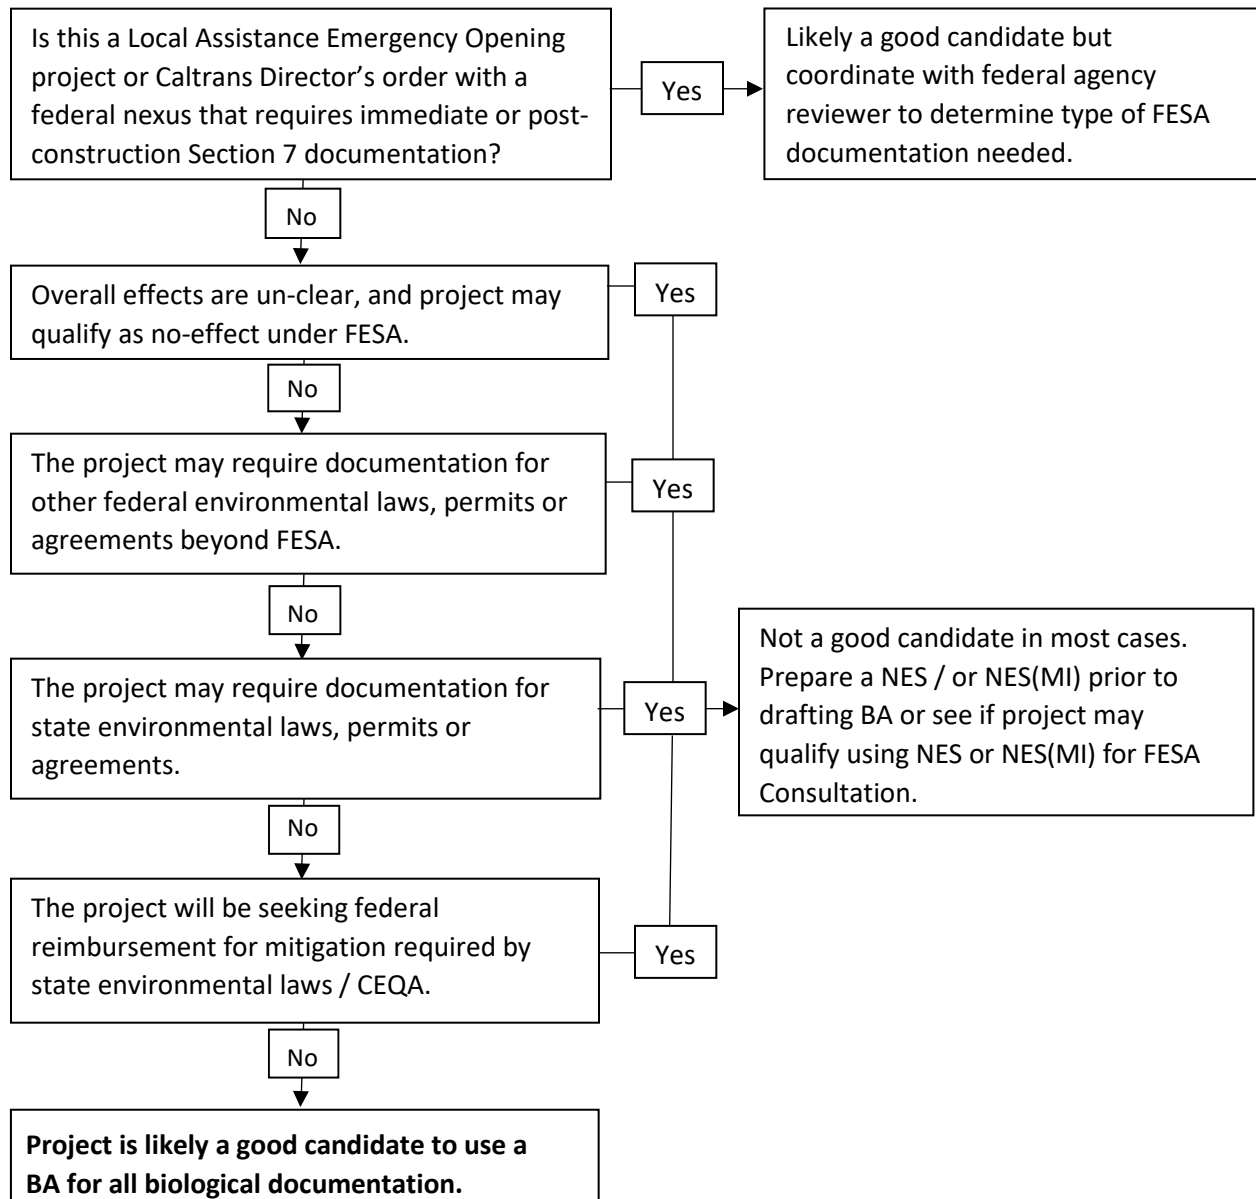 Is this a Local Assistance Emergency Opening
project or Caltrans Director’s order with a
federal nexus that requires immediate or post-
construction Section 7 documentation?
Yes
Likely a good candidate but
coordinate with federal agency
reviewer to determine type of FESA
documentation needed.
No
Overall effects are un-clear, and project may
qualify as no-effect under FESA.
Yes
No
The project may require documentation for
other federal environmental laws, permits or
agreements beyond FESA.
Yes
No
The project may require documentation for
state environmental laws, permits or
agreements.
Yes
Not a good candidate in most cases.
Prepare a NES / or NES(MI) prior to
drafting BA or see if project may
qualify using NES or NES(MI) for FESA
Consultation.
No
The project will be seeking federal
reimbursement for mitigation required by
state environmental laws / CEQA.
Yes
No
Project is likely a good candidate to use a
BA for all biological documentation.